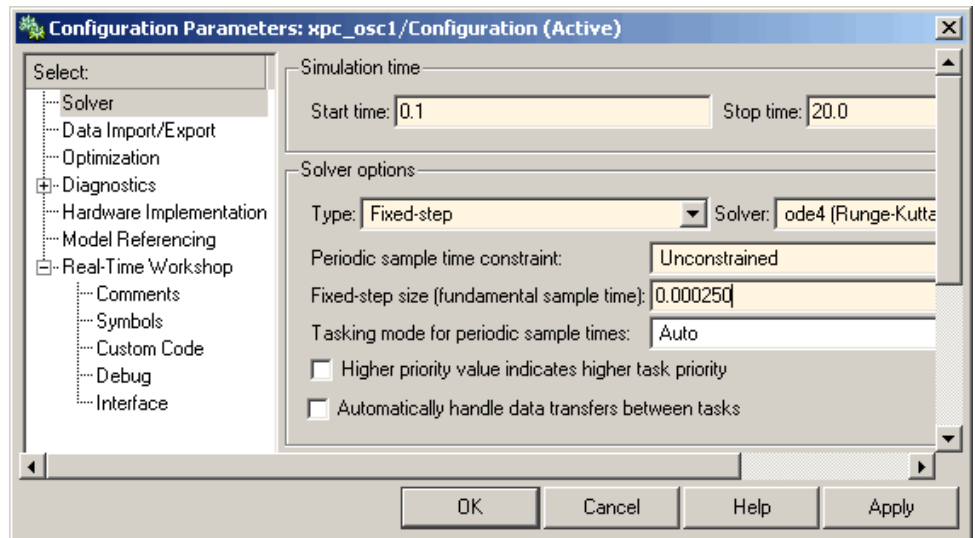 Configuration Parameters: xpc_osc1/Configuration (Active)
Select:
Solver
Data Import/Export
Optimization
Diagnostics
Hardware Implementation
Model Referencing
Real-Time Workshop
Comments
Symbols
Custom Code
Debug
Interface
Simulation time
Start time: 0.1 Stop time: 20.0
Solver options
Type: Fixed-step Solver: ode4 (Runge-Kutta
Periodic sample time constraint: Unconstrained
Fixed-step size (fundamental sample time): 0.000250
Tasking mode for periodic sample times: Auto
Higher priority value indicates higher task priority
Automatically handle data transfers between tasks
OK Cancel Help Apply